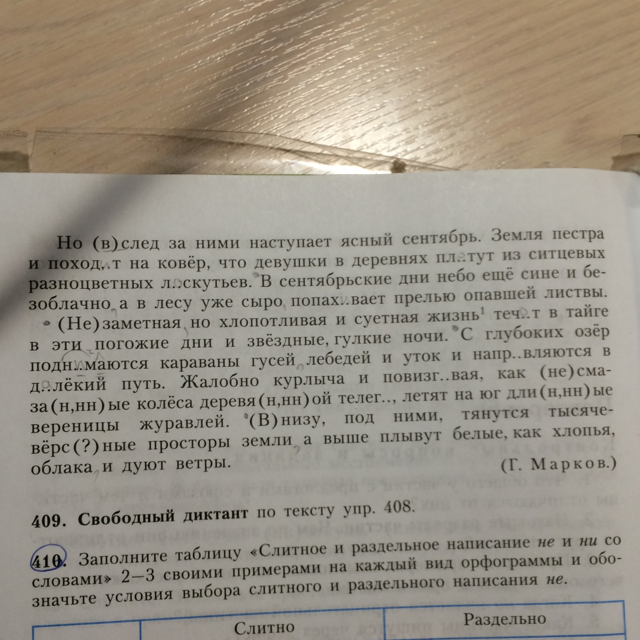 Но (в)след за ними наступает ясный сентябрь. Земля пестра
и поход..т на ковёр, что девушки в деревнях пл..тут из ситцевых
разноцветных л..скутьев. В сентябрьские дни небо ещё сине и бе-
зоблачно а в лесу уже сыро попах..вает прелью опавшей листвы.
(Не)заметная но хлопотливая и суетная жизнь¹ теч..т в тайге
в эти погожие дни и звёздные, гулкие ночи. С глубоких озёр
подн..маются караваны гусей лебедей и уток и напр..вляются в
д..лёкий путь. Жалобно курлыча и повизг..вая, как (не)сма-
за(н,нн)ые колёса деревя(н,нн)ой телег.., летят на юг дли(н,нн)ые
вереницы журавлей. (В)низу, под ними, тянутся тысяче-
вёрс(?)ные просторы земли а выше плывут белые, как хлопья,
облака и дуют ветры.
(Г. Марков.)
409. Свободный диктант по тексту упр. 408.
410. Заполните таблицу «Слитное и раздельное написание не и ни со
словами» 2—3 своими примерами на каждый вид орфограммы и обо-
значьте условия выбора слитного и раздельного написания не.
Слитно Раздельно